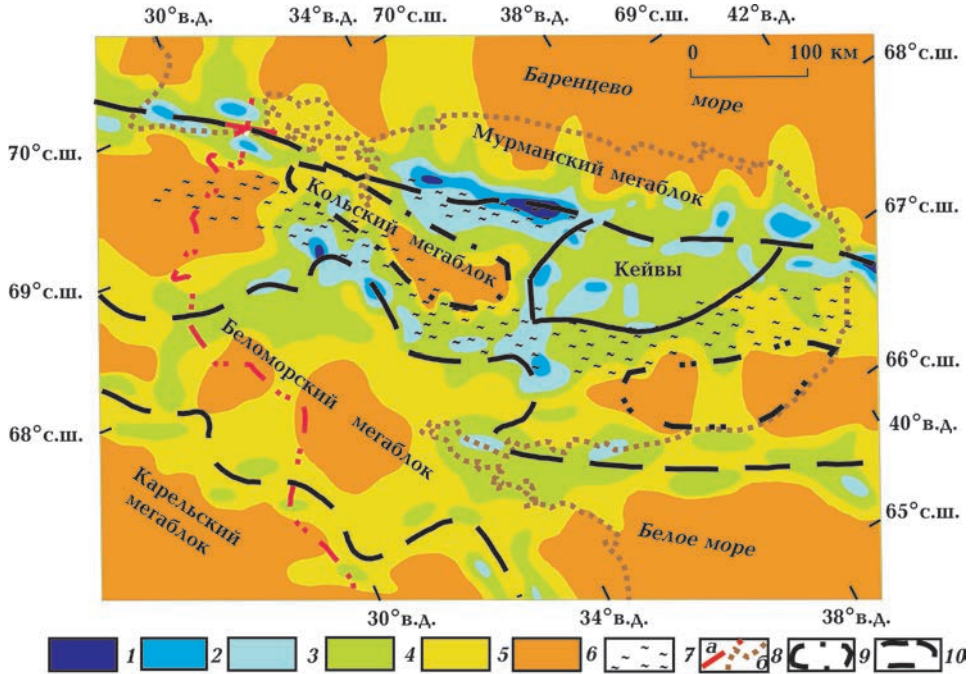 30°в.д. 34°в.д. 70°с.ш. 38°в.д. 69°с.ш. 42°в.д.
0 100 км
68°с.ш.
Баренцево
море
70°с.ш.
Мурманский мегаблок
67°с.ш.
Кольский мегаблок
Кейвы
69°с.ш.
Беломорский мегаблок
66°с.ш.
40°в.д.
68°с.ш.
Карельский
мегаблок
Белое море
65°с.ш.
30°в.д. 34°в.д. 38°в.д.
1 2 3 4 5 6 7 а б 8 9 10